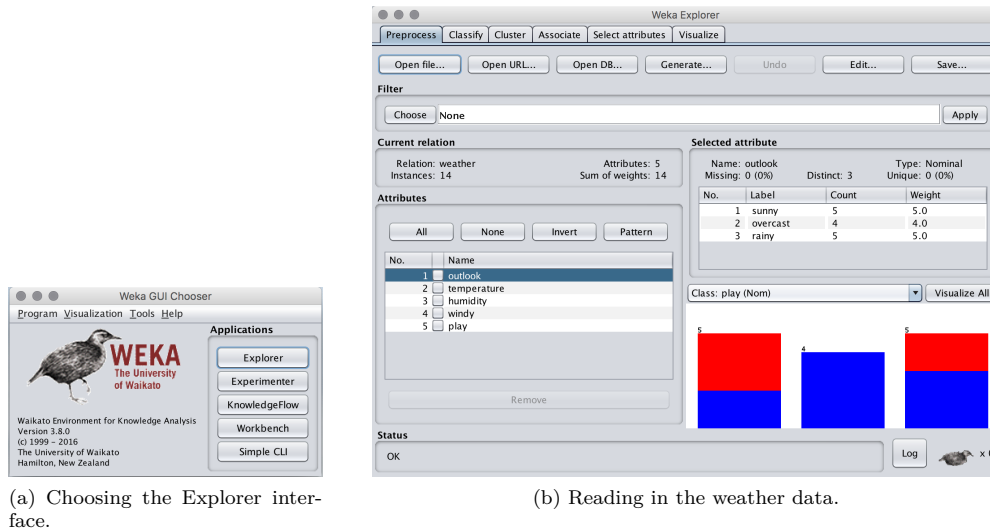 Weka GUI Chooser
Program Visualization Tools Help
WEKA
The University
of Waikato
Waikato Environment for Knowledge Analysis
Version 3.8.0
(c) 1999 - 2016
The University of Waikato
Hamilton, New Zealand
Applications
Explorer
Experimenter
KnowledgeFlow
Workbench
Simple CLI
(a) Choosing the Explorer inter-
face.
Weka Explorer
Preprocess Classify Cluster Associate Select attributes Visualize
Open file... Open URL... Open DB... Generate... Undo Edit... Save...
Filter
Choose None Apply
Current relation
Relation: weather Attributes: 5
Instances: 14 Sum of weights: 14
Attributes
All None Invert Pattern
No. Name
1 outlook
2 temperature
3 humidity
4 windy
5 play
Remove
Selected attribute
Name: outlook Type: Nominal
Missing: 0 (0%) Distinct: 3 Unique: 0 (0%)
No. Label Count Weight
1 sunny 5 5.0
2 overcast 4 4.0
3 rainy 5 5.0
Class: play (Nom) Visualize All
5 4 5
Status
OK
Log x
(b) Reading in the weather data.